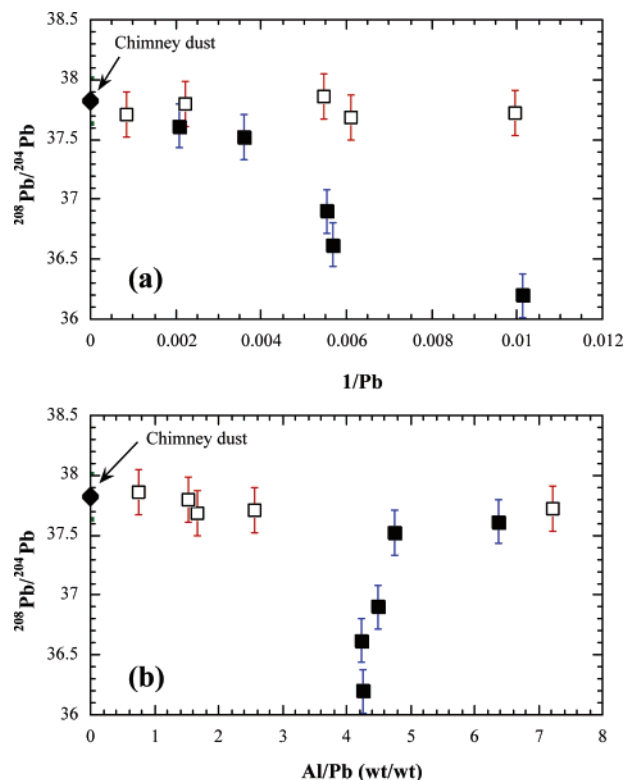 38.5
Chimney dust
38
37.5
²⁰⁸Pb/²⁰⁴Pb
37
36.5
(a)
36
0 0.002 0.004 0.006 0.008 0.01 0.012
1/Pb
38.5
Chimney dust
38
37.5
²⁰⁸Pb/²⁰⁴Pb
37
36.5
(b)
36
0 1 2 3 4 5 6 7 8
Al/Pb (wt/wt)